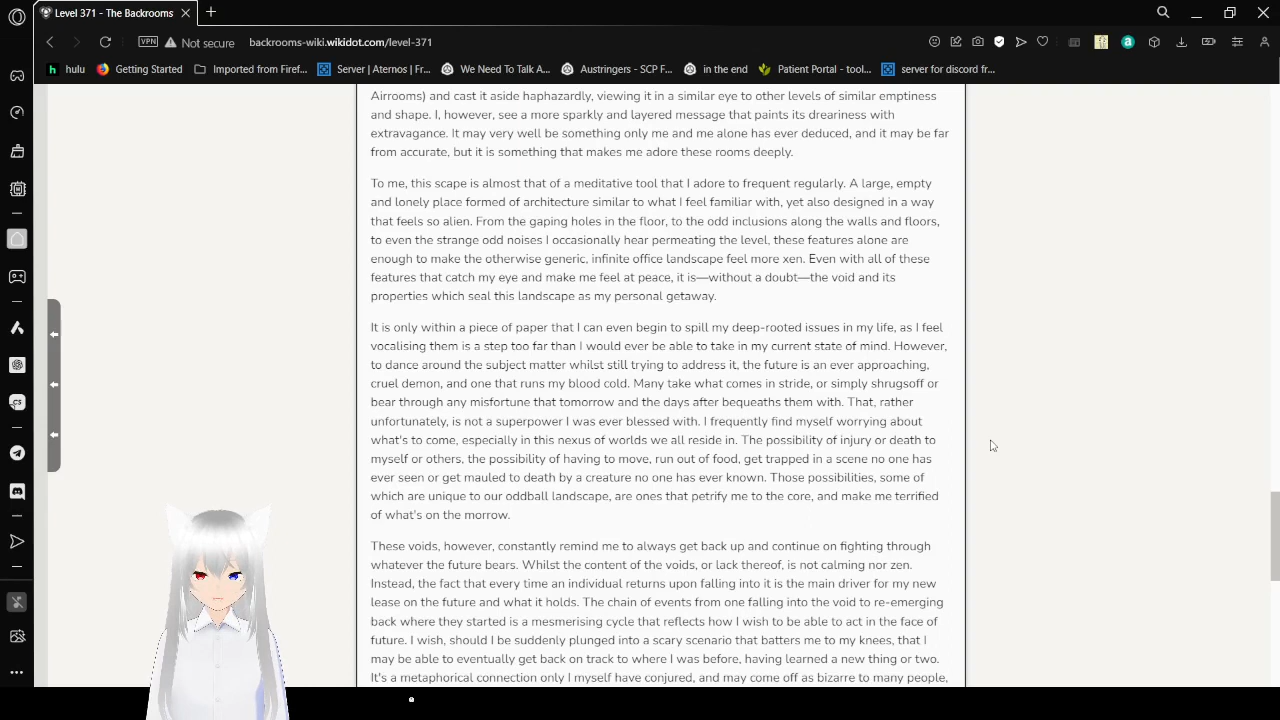 Level 371 - The Backrooms
VPN
Not secure
backrooms-wiki.wikidot.com/level-371
hulu
Getting Started
Imported from Firef...
Server | Aternos | Fr...
We Need To Talk A...
Austringers - SCP F...
in the end
Patient Portal - tool...
server for discord fr...
Airrooms) and cast it aside haphazardly, viewing it in a similar eye to other levels of similar emptiness
and shape. I, however, see a more sparkly and layered message that paints its dreariness with
extravagance. It may very well be something only me and me alone has ever deduced, and it may be far
from accurate, but it is something that makes me adore these rooms deeply.
To me, this scape is almost that of a meditative tool that I adore to frequent regularly. A large, empty
and lonely place formed of architecture similar to what I feel familiar with, yet also designed in a way
that feels so alien. From the gaping holes in the floor, to the odd inclusions along the walls and floors,
to even the strange odd noises I occasionally hear permeating the level, these features alone are
enough to make the otherwise generic, infinite office landscape feel more xen. Even with all of these
features that catch my eye and make me feel at peace, it is—without a doubt—the void and its
properties which seal this landscape as my personal getaway.
It is only within a piece of paper that I can even begin to spill my deep-rooted issues in my life, as I feel
vocalising them is a step too far than I would ever be able to take in my current state of mind. However,
to dance around the subject matter whilst still trying to address it, the future is an ever approaching,
cruel demon, and one that runs my blood cold. Many take what comes in stride, or simply shrugsoff or
bear through any misfortune that tomorrow and the days after bequeaths them with. That, rather
unfortunately, is not a superpower I was ever blessed with. I frequently find myself worrying about
what's to come, especially in this nexus of worlds we all reside in. The possibility of injury or death to
myself or others, the possibility of having to move, run out of food, get trapped in a scene no one has
ever seen or get mauled to death by a creature no one has ever known. Those possibilities, some of
which are unique to our oddball landscape, are ones that petrify me to the core, and make me terrified
of what's on the morrow.
These voids, however, constantly remind me to always get back up and continue on fighting through
whatever the future bears. Whilst the content of the voids, or lack thereof, is not calming nor zen.
Instead, the fact that every time an individual returns upon falling into it is the main driver for my new
lease on the future and what it holds. The chain of events from one falling into the void to re-emerging
back where they started is a mesmerising cycle that reflects how I wish to be able to act in the face of
future. I wish, should I be suddenly plunged into a scary scenario that batters me to my knees, that I
may be able to eventually get back on track to where I was before, having learned a new thing or two.
It's a metaphorical connection only I myself have conjured, and may come off as bizarre to many people,